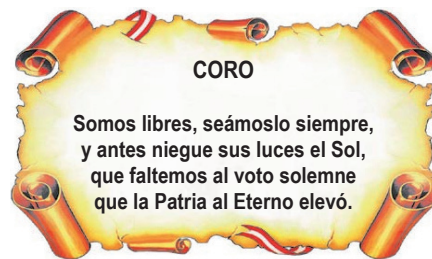 CORO
Somos libres, seámoslo siempre,
y antes niegue sus luces el Sol,
que faltemos al voto solemne
que la Patria al Eterno elevó.